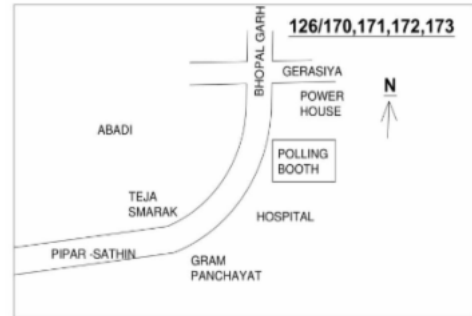 126/170,171,172,173
BHOPAL GARH
GERASIYA
POWER
HOUSE
N
ABADI
POLLING
BOOTH
TEJA
SMARAK
HOSPITAL
PIPAR -SATHIN
GRAM
PANCHAYAT